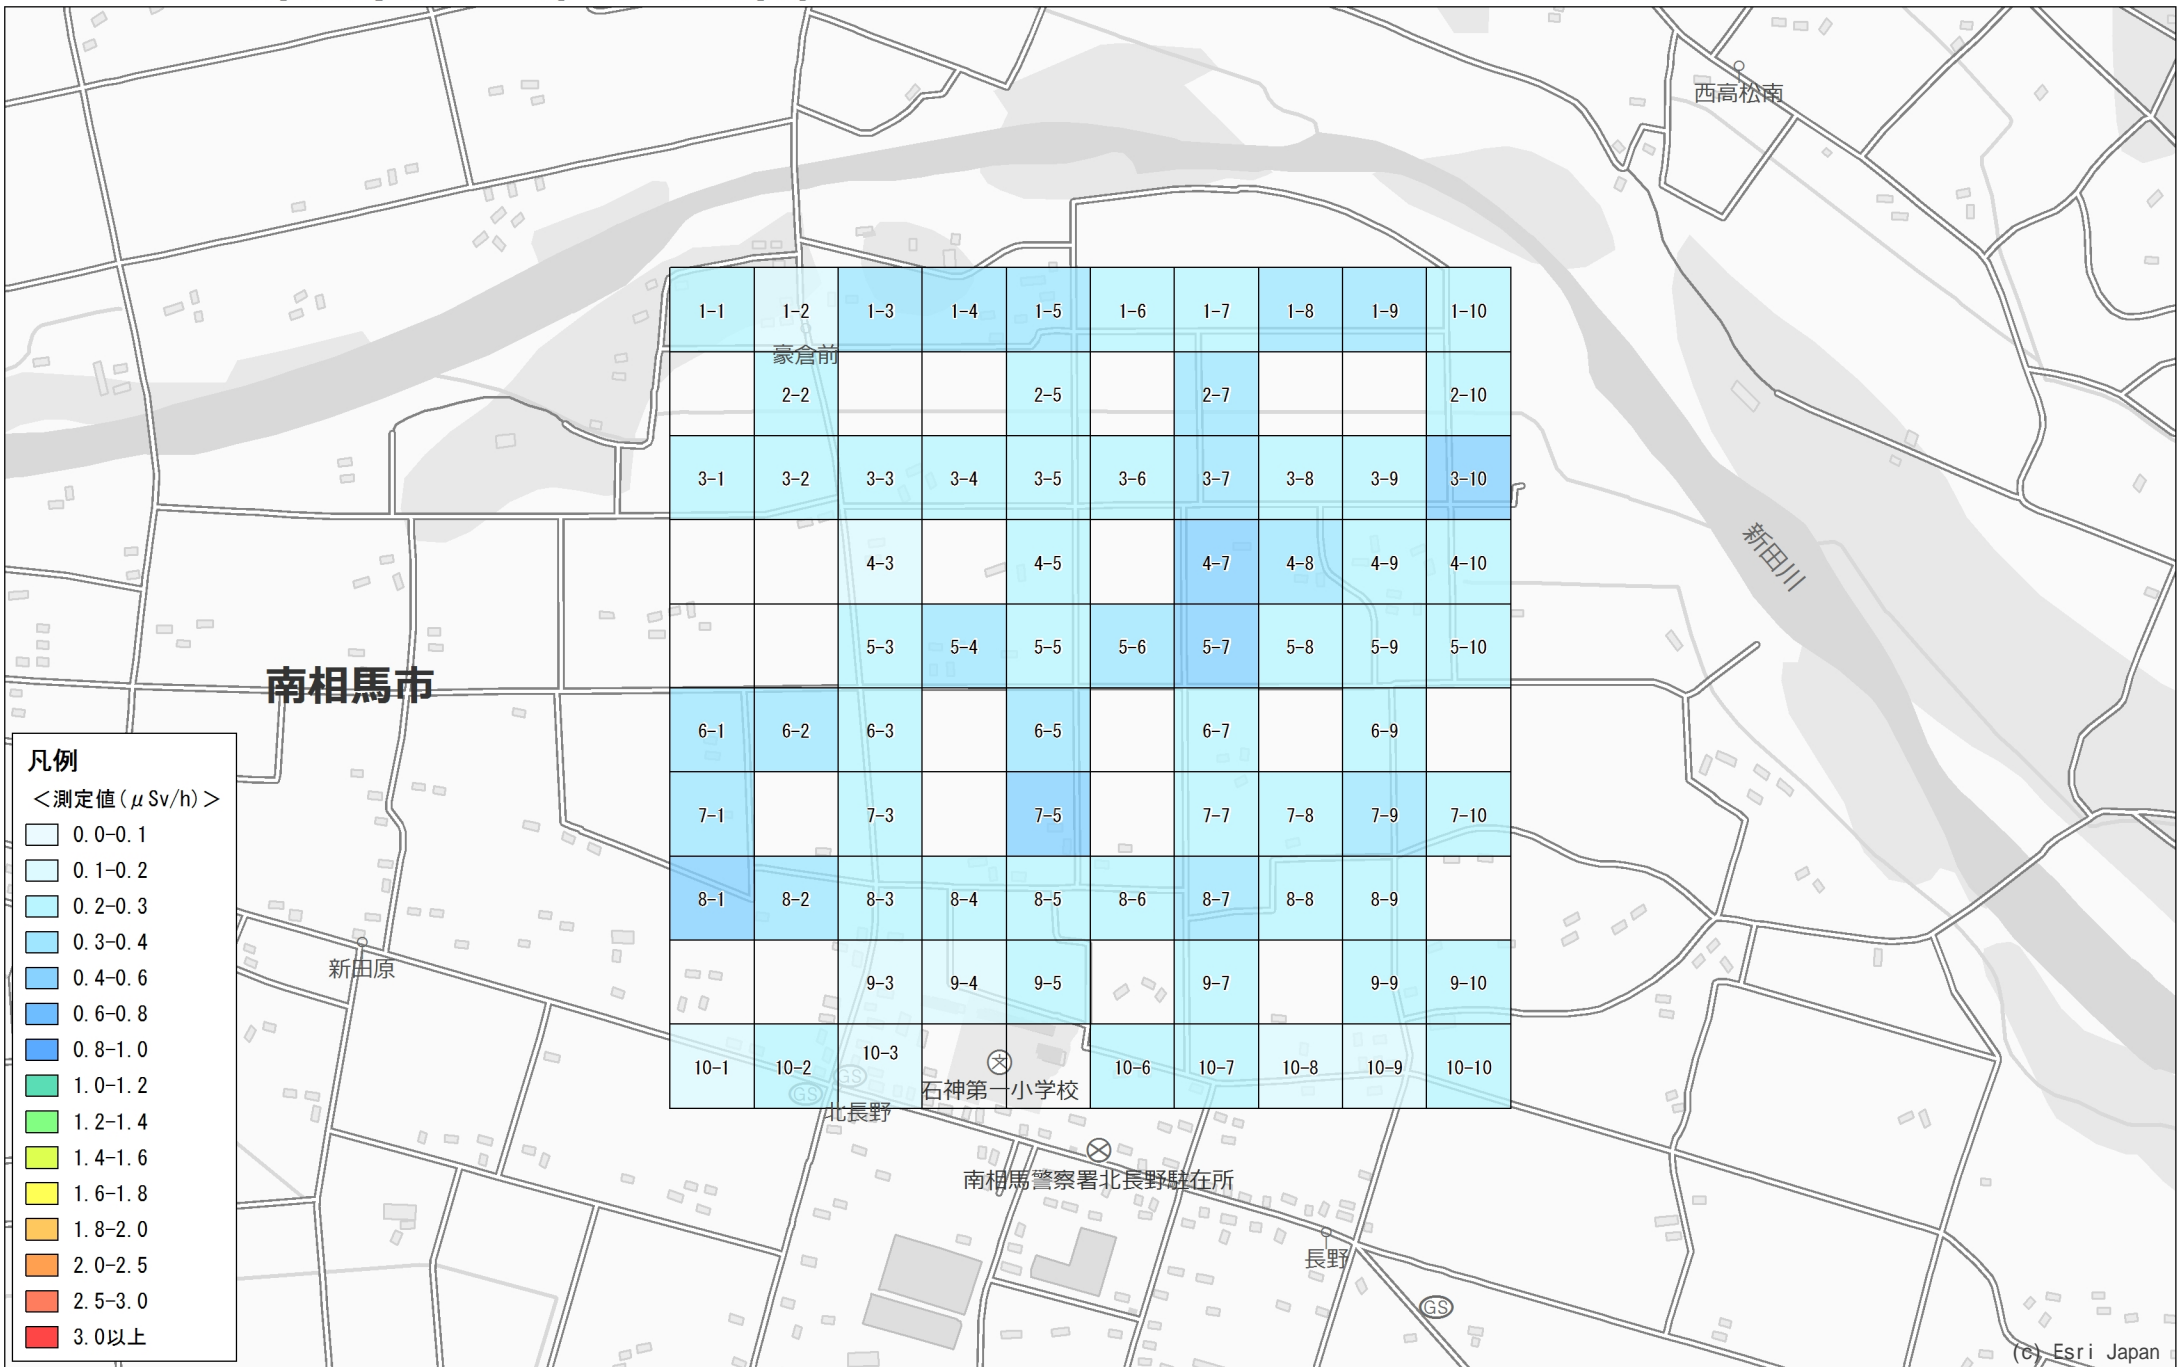 西高松南
1-1 1-2 1-3 1-4 1-5 1-6 1-7 1-8 1-9 1-10
豪倉前
2-2 2-5 2-7 2-10
3-1 3-2 3-3 3-4 3-5 3-6 3-7 3-8 3-9 3-10
新田川
4-3 4-5 4-7 4-8 4-9 4-10
5-3 5-4 5-5 5-6 5-7 5-8 5-9 5-10
南相馬市
6-1 6-2 6-3 6-5 6-7 6-9
7-1 7-3 7-5 7-7 7-8 7-9 7-10
8-1 8-2 8-3 8-4 8-5 8-6 8-7 8-8 8-9
新田原
9-3 9-4 9-5 9-7 9-9 9-10
10-1 10-2 10-3 10-6 10-7 10-8 10-9 10-10
文
GS
GS
石神第一小学校
北長野
南相馬警察署北長野駐在所
長野
GS
凡例
＜測定値(μSv/h)＞
0.0-0.1
0.1-0.2
0.2-0.3
0.3-0.4
0.4-0.6
0.6-0.8
0.8-1.0
1.0-1.2
1.2-1.4
1.4-1.6
1.6-1.8
1.8-2.0
2.0-2.5
2.5-3.0
3.0以上
(c) Esri Japan